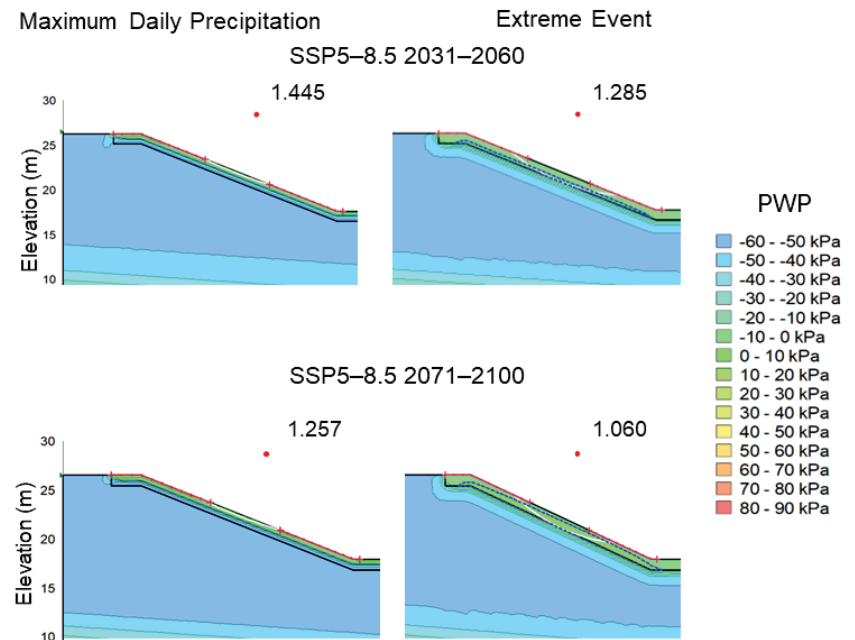 Maximum Daily Precipitation
Extreme Event
SSP5–8.5 2031–2060
1.445
1.285
Elevation (m)
30
25
20
15
10
PWP
-60 - -50 kPa
-50 - -40 kPa
-40 - -30 kPa
-30 - -20 kPa
-20 - -10 kPa
-10 - 0 kPa
0 - 10 kPa
10 - 20 kPa
20 - 30 kPa
30 - 40 kPa
40 - 50 kPa
50 - 60 kPa
60 - 70 kPa
70 - 80 kPa
80 - 90 kPa
SSP5–8.5 2071–2100
1.257
1.060
Elevation (m)
30
25
20
15
10